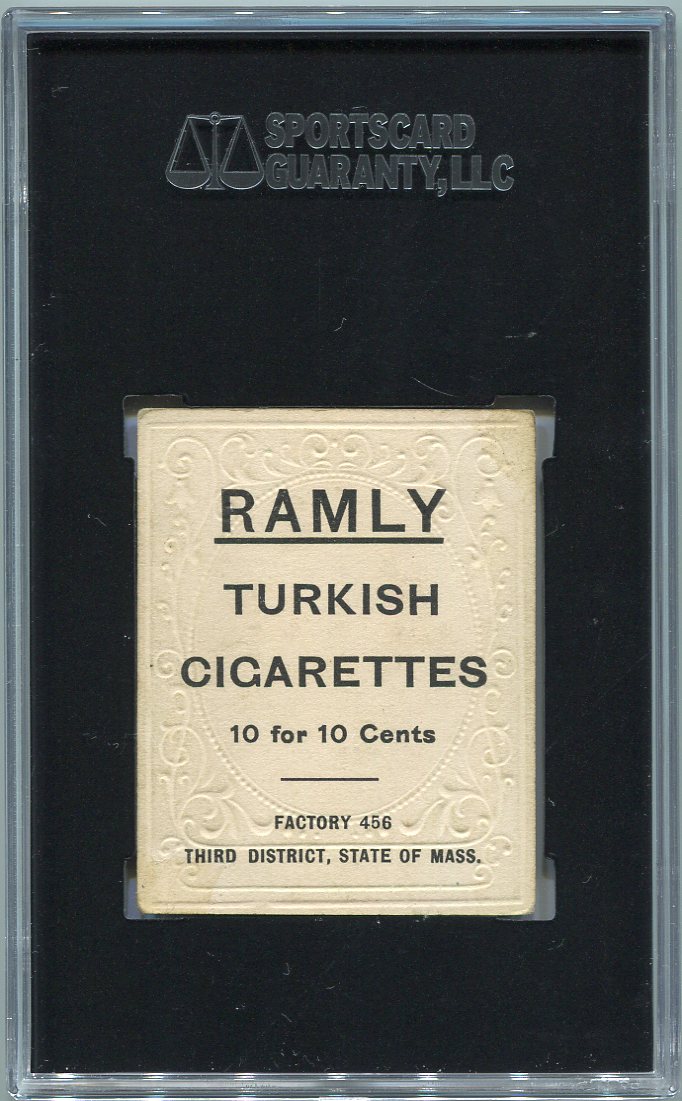 SPORTSCARD
GUARANTY, LLC
RAMLY
TURKISH
CIGARETTES
10 for 10 Cents
FACTORY 456
THIRD DISTRICT, STATE OF MASS.